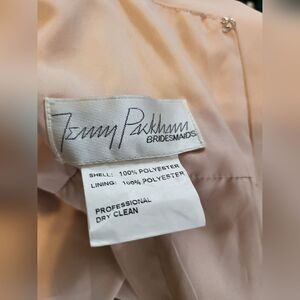 Jenny Packham
BRIDESMAIDS
SHELL: 100% POLYESTER
LINING: 100% POLYESTER
PROFESSIONAL
DRY CLEAN